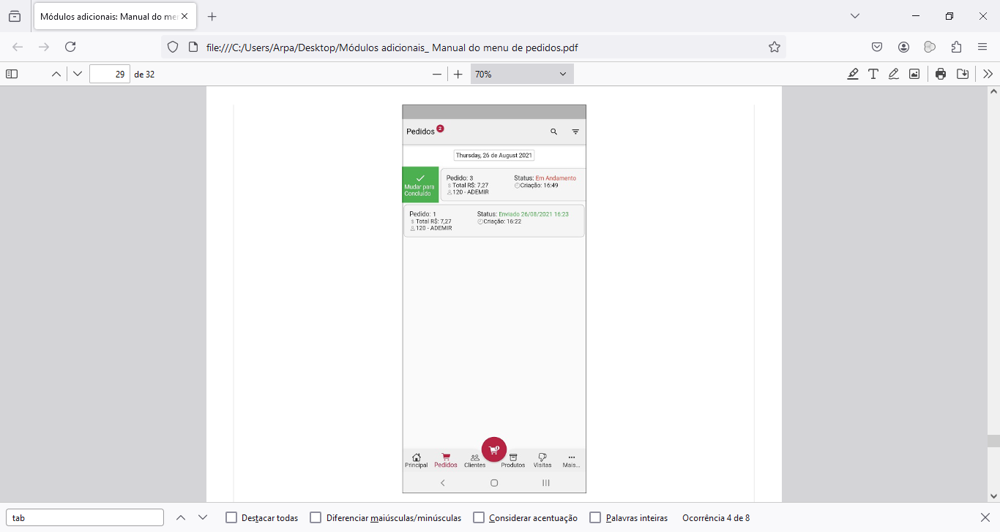 Módulos adicionais: Manual do me
file:///C:/Users/Arpa/Desktop/Módulos adicionais_ Manual do menu de pedidos.pdf
29 de 32
70%
Pedidos 2
Thursday, 26 de August 2021
Mudar para
Concluído
Pedido: 3 Status: Em Andamento
$ Total R$: 7,27 Criação: 16:49
120 - ADEMIR
Pedido: 1 Status: Enviado 26/08/2021 16:23
$ Total R$: 7,27 Criação: 16:22
120 - ADEMIR
Principal Pedidos Clientes Produtos Visitas Mais...
tab Destacar todas Diferenciar maiúsculas/minúsculas Considerar acentuação Palavras inteiras Ocorrência 4 de 8